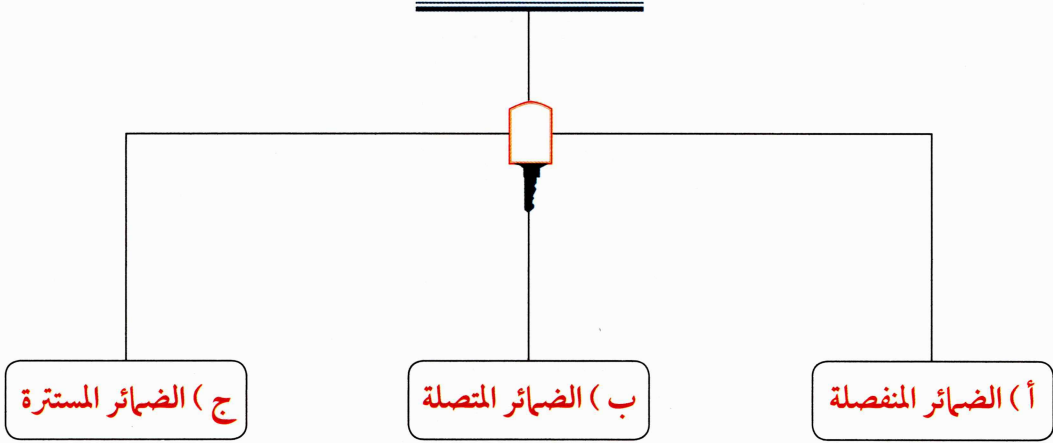 أ ) الضمائر المنفصلة
ب ) الضمائر المتصلة
ج ) الضمائر المستترة